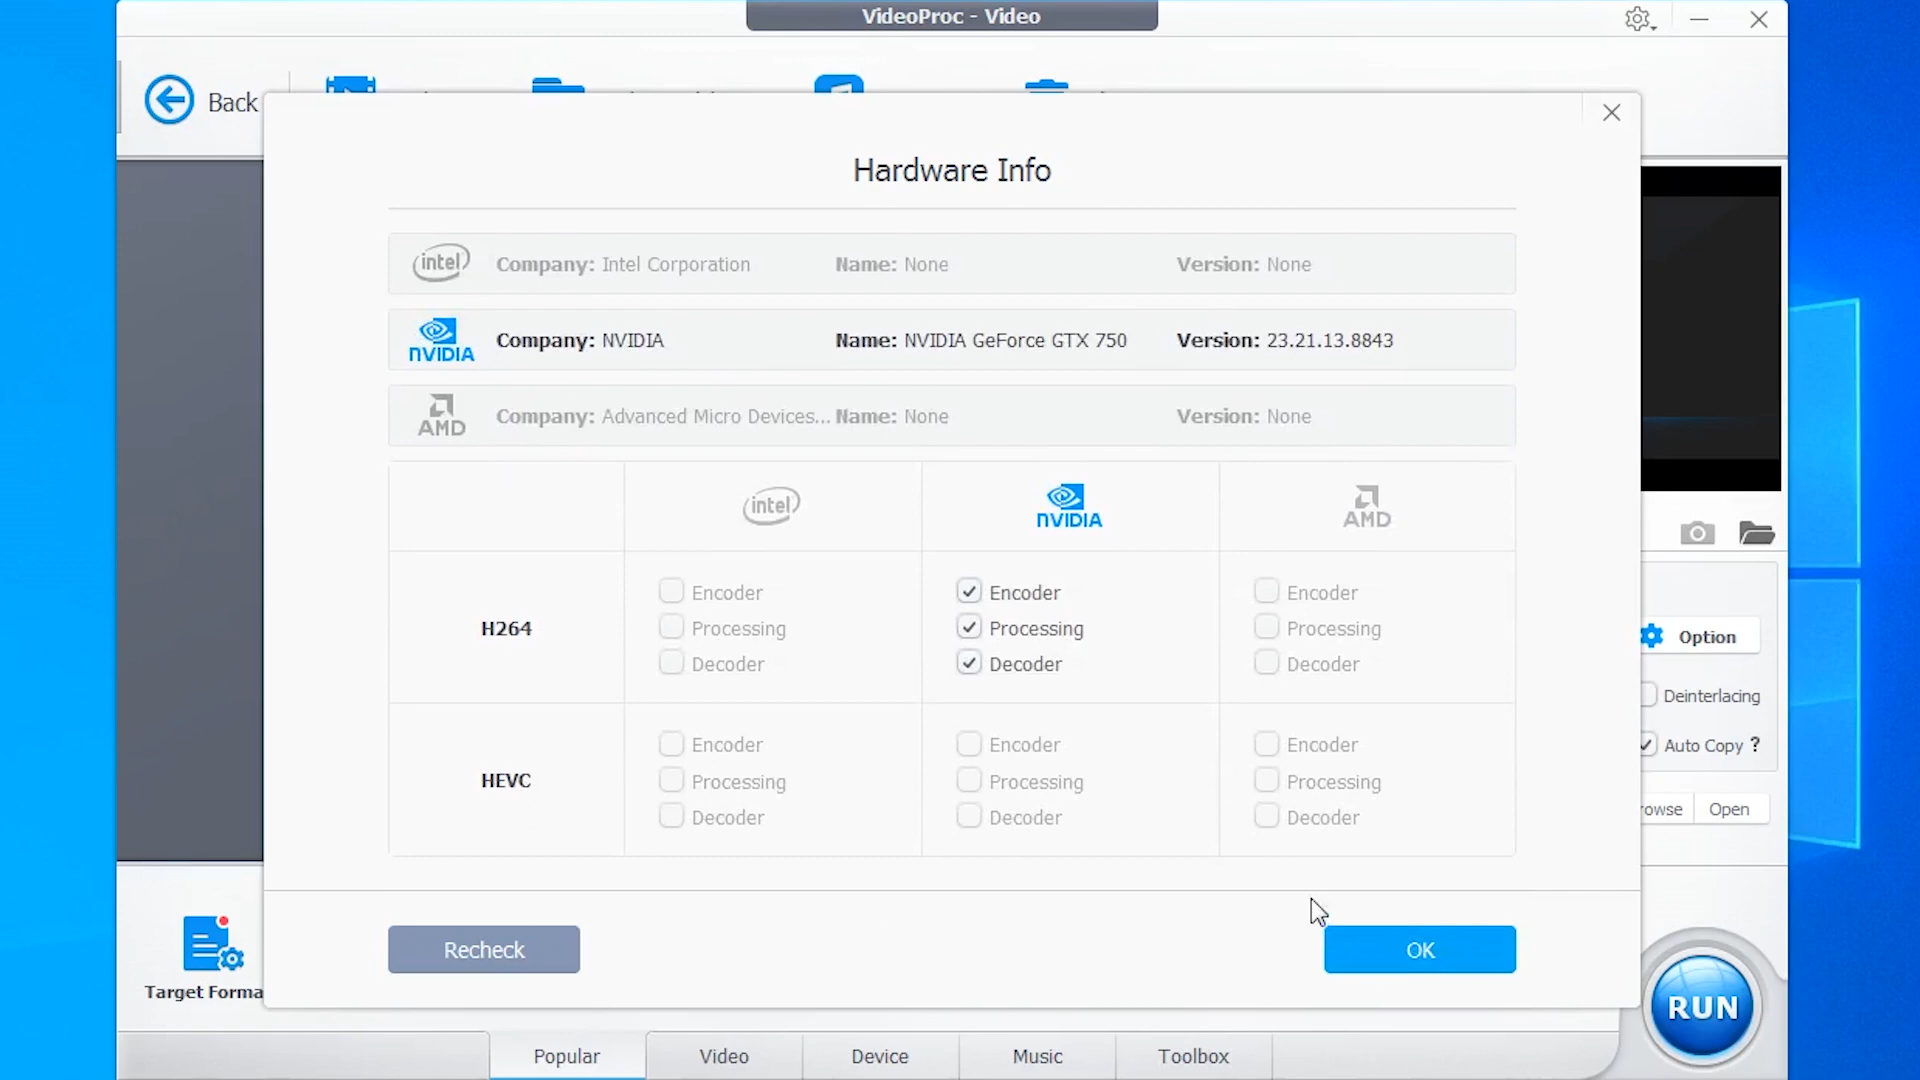 VideoProc - Video
Back
Hardware Info
intel Company: Intel Corporation Name: None Version: None
NVIDIA Company: NVIDIA Name: NVIDIA GeForce GTX 750 Version: 23.21.13.8843
AMD Company: Advanced Micro Devices... Name: None Version: None
intel NVIDIA AMD
H264
Encoder
Processing
Decoder
Encoder
Processing
Decoder
Encoder
Processing
Decoder
HEVC
Encoder
Processing
Decoder
Encoder
Processing
Decoder
Encoder
Processing
Decoder
Recheck
OK
Option
Deinterlacing
Auto Copy ?
rowse
Open
Target Forma
RUN
Popular
Video
Device
Music
Toolbox